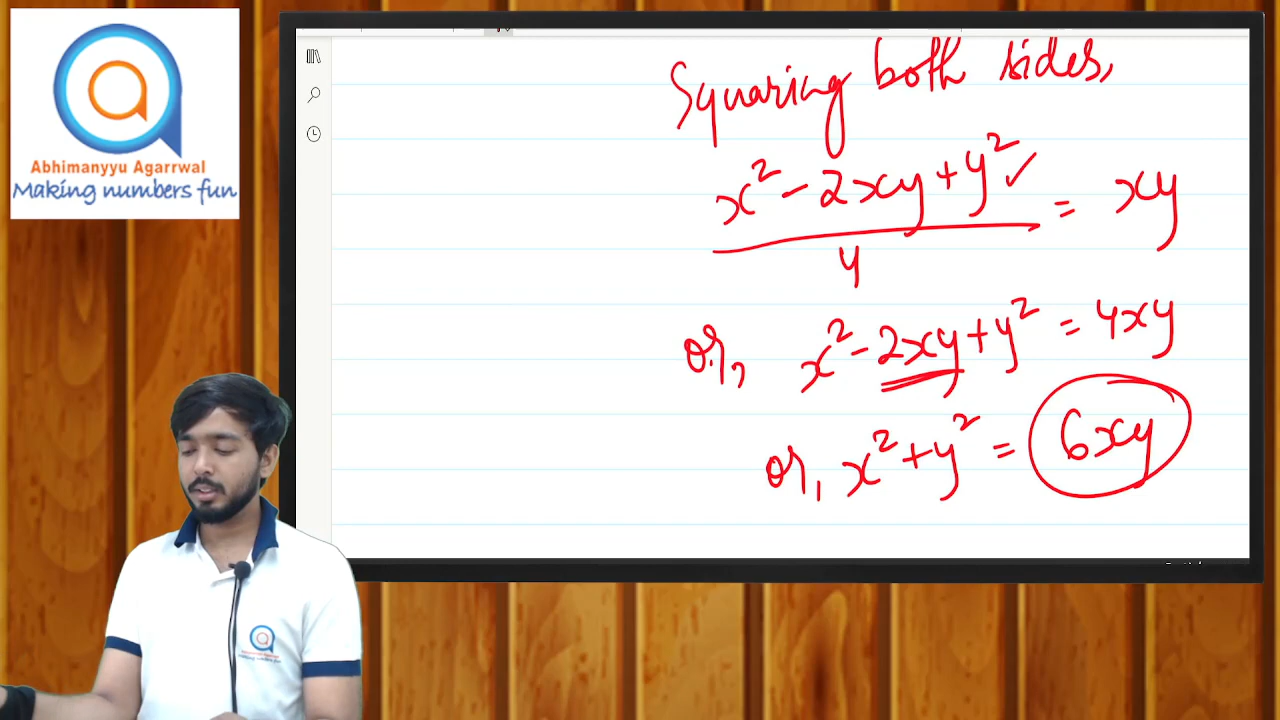 Abhimanyyu Agarrwal
Making numbers fun
Squaring both sides,
x² - 2xy + y² ✓ / 4 = xy
or, x² - 2xy + y² = 4xy
or, x² + y² = 6xy